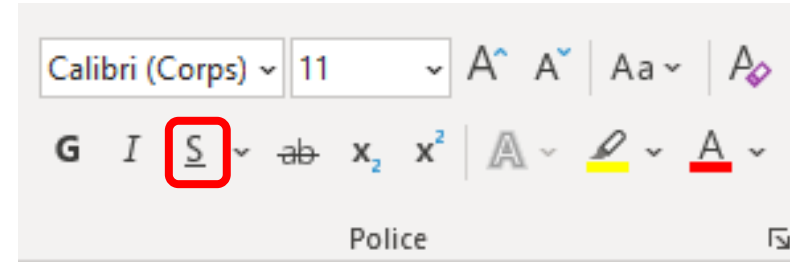 Calibri (Corps) 11 A A Aa A
G I S ab x₂ x² A A
Police